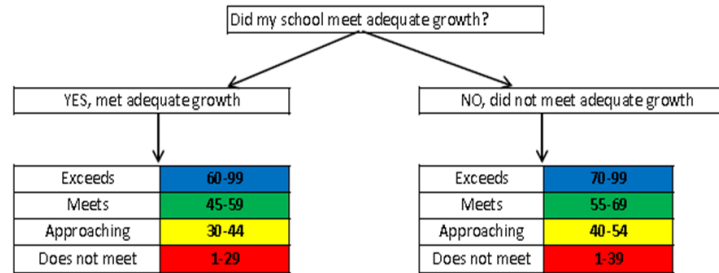 Did my school meet adequate growth?
YES, met adequate growth
NO, did not meet adequate growth
Exceeds 60-99
Meets 45-59
Approaching 30-44
Does not meet 1-29
Exceeds 70-99
Meets 55-69
Approaching 40-54
Does not meet 1-39